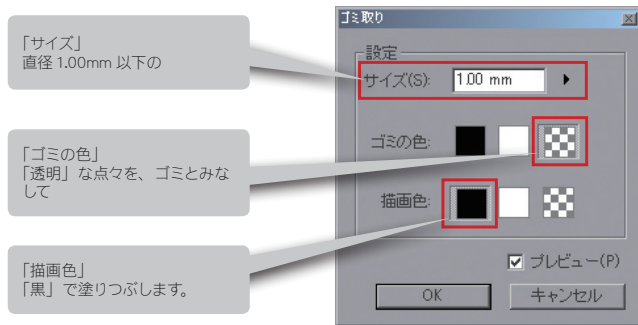 「サイズ」
直径1.00mm 以下の
「ゴミの色」
「透明」な点々を、ゴミとみな
して
「描画色」
「黒」で塗りつぶします。
ゴミ取り
設定
サイズ(S): 1.00 mm
ゴミの色:
描画色:
プレビュー(P)
OK キャンセル